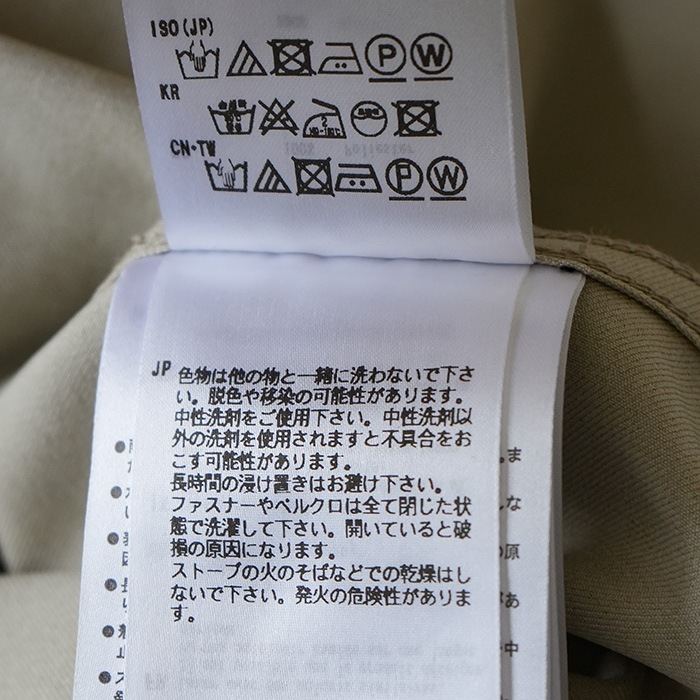 ISO(JP)
P W
KR
CN·TW
P W
100% Poliester
JP 色物は他の物と一緒に洗わないで下さ
い。脱色や移染の可能性があります。
中性洗剤をご使用下さい。中性洗剤以
外の洗剤を使用されますと不具合をお
こす可能性があります。
長時間の浸け置きはお避け下さい。
ファスナーやベルクロは全て閉じた状
態で洗濯して下さい。開いていると破
損の原因になります。
ストーブの火のそばなどでの乾燥はし
ないで下さい。発火の危険性がありま
す。